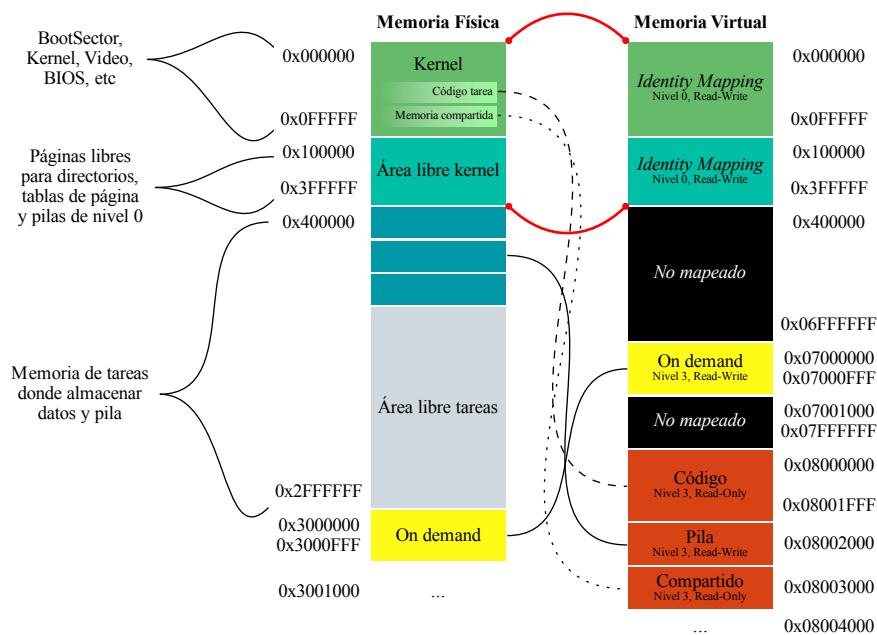 Memoria Física
Memoria Virtual
BootSector,
Kernel, Video,
BIOS, etc
0x000000
0x0FFFFF
Páginas libres
para directorios,
tablas de página
y pilas de nivel 0
0x100000
0x3FFFFF
0x400000
Memoria de tareas
donde almacenar
datos y pila
0x2FFFFFF
0x3000000
0x3000FFF
0x3001000
Kernel
Código tarea
Memoria compartida
Área libre kernel
Área libre tareas
On demand
...
Identity Mapping
Nivel 0, Read-Write
Identity Mapping
Nivel 0, Read-Write
No mapeado
On demand
Nivel 3, Read-Write
No mapeado
Código
Nivel 3, Read-Only
Pila
Nivel 3, Read-Write
Compartido
Nivel 3, Read-Only
...
0x000000
0x0FFFFF
0x100000
0x3FFFFF
0x400000
0x06FFFFFF
0x07000000
0x07000FFF
0x07001000
0x07FFFFFF
0x08000000
0x08001FFF
0x08002000
0x08003000
0x08004000